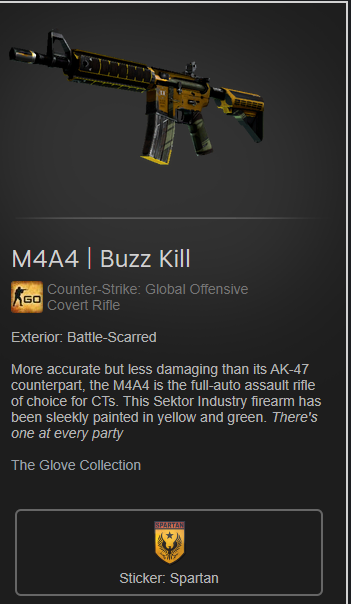 M4A4 | Buzz Kill
GO
Counter-Strike: Global Offensive
Covert Rifle
Exterior: Battle-Scarred
More accurate but less damaging than its AK-47
counterpart, the M4A4 is the full-auto assault rifle
of choice for CTs. This Sektor Industry firearm has
been sleekly painted in yellow and green. There's
one at every party
The Glove Collection
SPARTAN
Sticker: Spartan